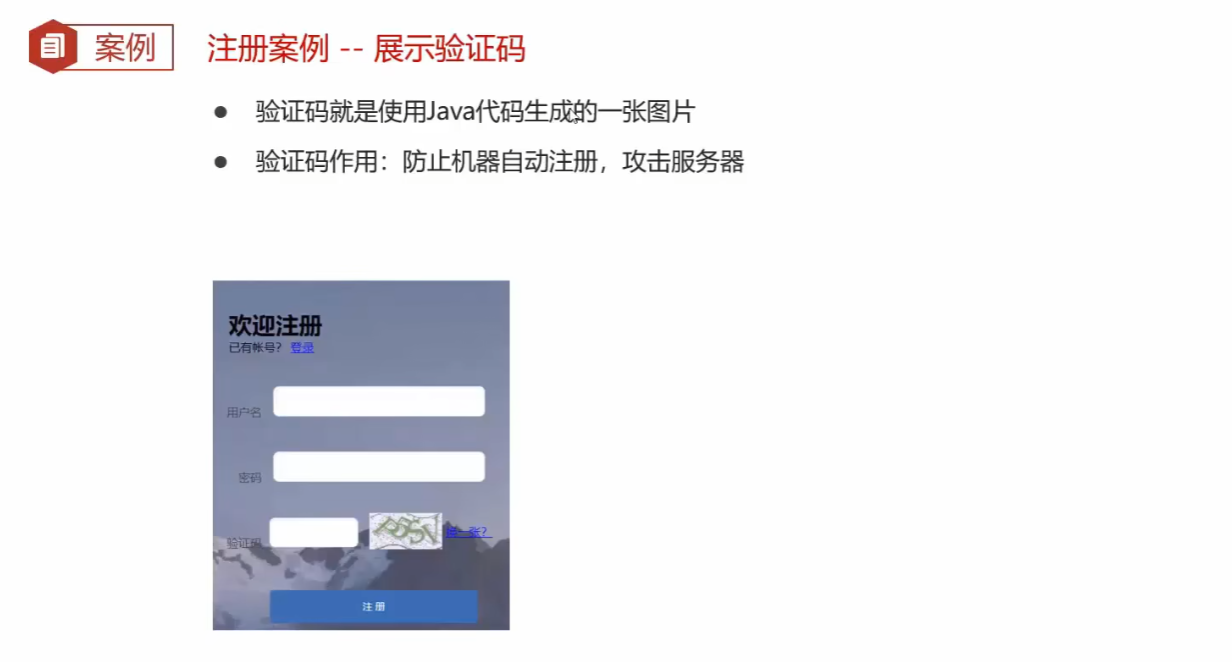 案例
注册案例 -- 展示验证码
● 验证码就是使用Java代码生成的一张图片
● 验证码作用：防止机器自动注册，攻击服务器
欢迎注册
已有帐号？ 登录
用户名
密码
验证码
换一张？
注册